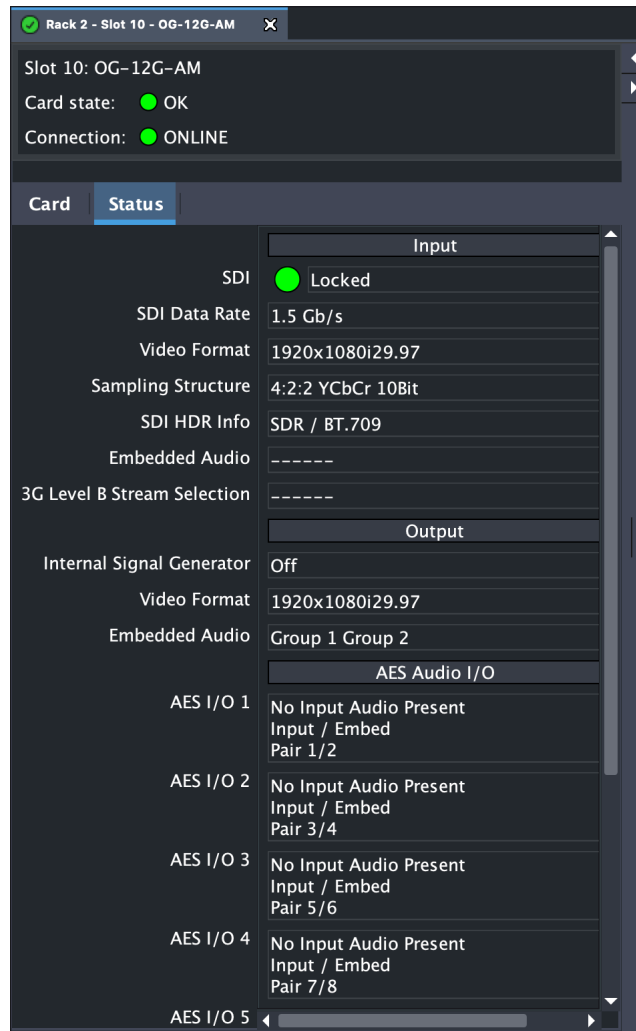 Rack 2 - Slot 10 - OG-12G-AM
Slot 10: OG-12G-AM
Card state: OK
Connection: ONLINE
Card Status
Input
SDI Locked
SDI Data Rate 1.5 Gb/s
Video Format 1920x1080i29.97
Sampling Structure 4:2:2 YCbCr 10Bit
SDI HDR Info SDR / BT.709
Embedded Audio ------
3G Level B Stream Selection ------
Output
Internal Signal Generator Off
Video Format 1920x1080i29.97
Embedded Audio Group 1 Group 2
AES Audio I/O
AES I/O 1 No Input Audio Present
Input / Embed
Pair 1/2
AES I/O 2 No Input Audio Present
Input / Embed
Pair 3/4
AES I/O 3 No Input Audio Present
Input / Embed
Pair 5/6
AES I/O 4 No Input Audio Present
Input / Embed
Pair 7/8
AES I/O 5